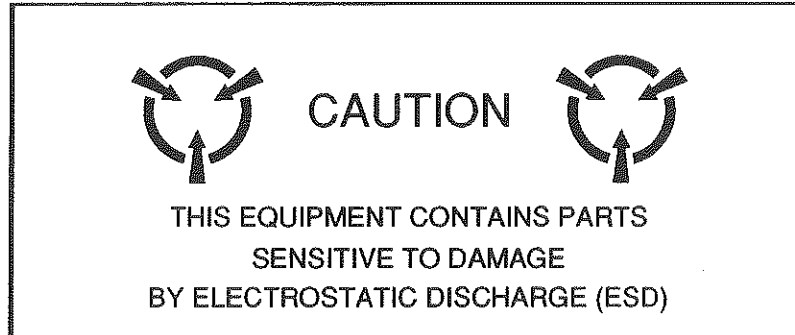 CAUTION
THIS EQUIPMENT CONTAINS PARTS
SENSITIVE TO DAMAGE
BY ELECTROSTATIC DISCHARGE (ESD)